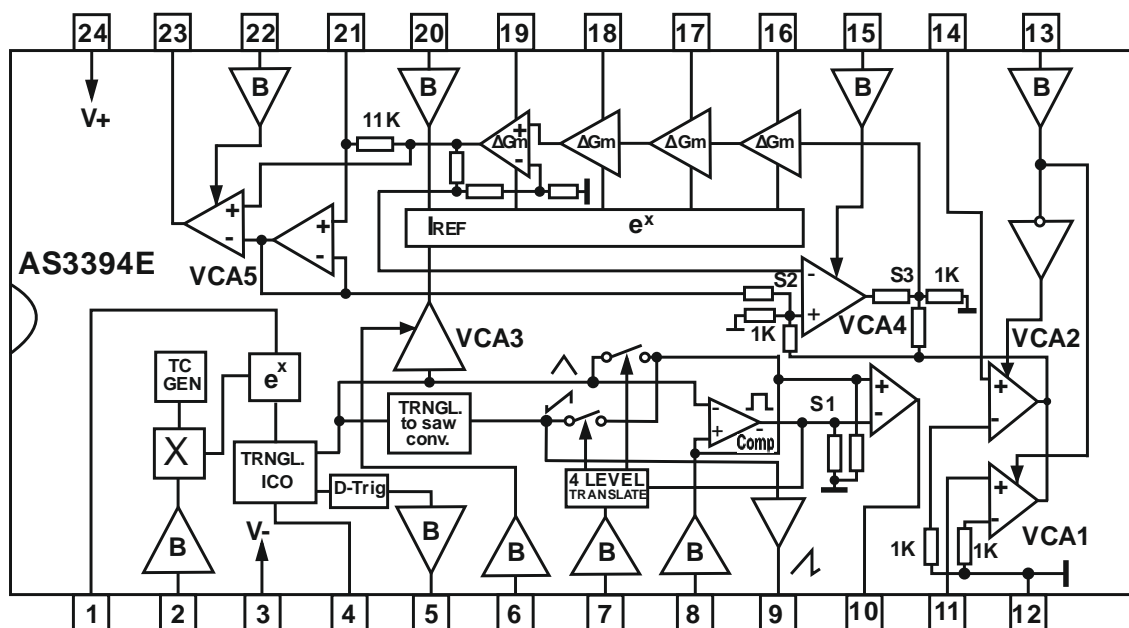 24 23 22 21 20 19 18 17 16 15 14 13
B B B B
V+
11K
ΔGm ΔGm ΔGm ΔGm
+
-
IREF e^x
AS3394E
+
-
VCA5
+
-
-
+
S2
S3
1K
1K
VCA4
VCA3
VCA2
TC
GEN
e^x
X
TRNGL.
ICO
TRNGL.
to saw
conv.
D-Trig
V-
-
+
-
Comp
S1
+
-
+
-
4 LEVEL
TRANSLATE
+
-
VCA1
1K
1K
B B B B B
1 2 3 4 5 6 7 8 9 10 11 12